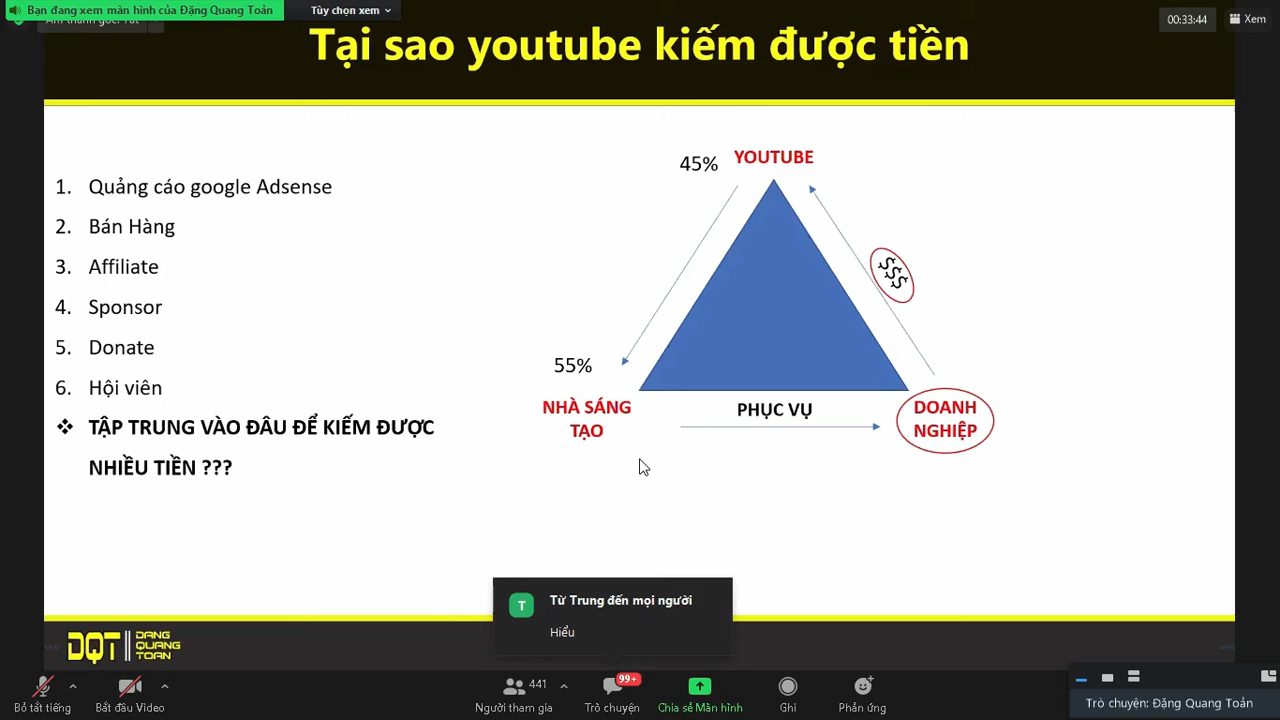 Bạn đang xem màn hình của Đặng Quang Toản
Tùy chọn xem
00:33:44
Xem
Tại sao youtube kiếm được tiền
1. Quảng cáo google Adsense
2. Bán Hàng
3. Affiliate
4. Sponsor
5. Donate
6. Hội viên
❖ TẬP TRUNG VÀO ĐÂU ĐỂ KIẾM ĐƯỢC
NHIỀU TIỀN ???
45%
YOUTUBE
$$$
55%
NHÀ SÁNG
TẠO
PHỤC VỤ
DOANH
NGHIỆP
T
Từ Trung đến mọi người
Hiểu
DQT
DANG
QUANG
TOAN
Bỏ tắt tiếng
Bắt đầu Video
441
Người tham gia
99+
Trò chuyện
Chia sẻ Màn hình
Ghi
Phản ứng
Trò chuyện: Đặng Quang Toản